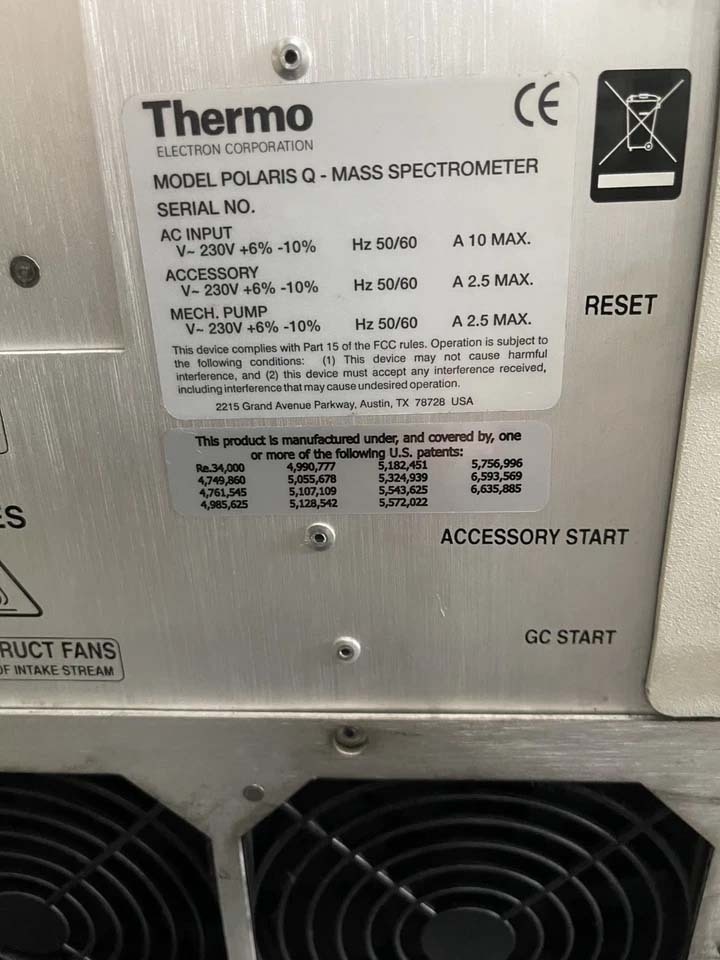 Thermo
ELECTRON CORPORATION
CE
MODEL POLARIS Q - MASS SPECTROMETER
SERIAL NO.
AC INPUT
V~ 230V +6% -10% Hz 50/60 A 10 MAX.
ACCESSORY
V~ 230V +6% -10% Hz 50/60 A 2.5 MAX.
MECH. PUMP
V~ 230V +6% -10% Hz 50/60 A 2.5 MAX.
This device complies with Part 15 of the FCC rules. Operation is subject to
the following conditions: (1) This device may not cause harmful
interference, and (2) this device must accept any interference received,
including interference that may cause undesired operation.
2215 Grand Avenue Parkway, Austin, TX 78728 USA
RESET
This product is manufactured under, and covered by, one
or more of the following U.S. patents:
Re.34,000 4,990,777 5,182,451 5,756,996
4,749,860 5,055,678 5,324,939 6,593,569
4,761,545 5,107,109 5,543,625 6,635,885
4,985,625 5,128,542 5,572,022
ES
ACCESSORY START
GC START
RUCT FANS
OF INTAKE STREAM